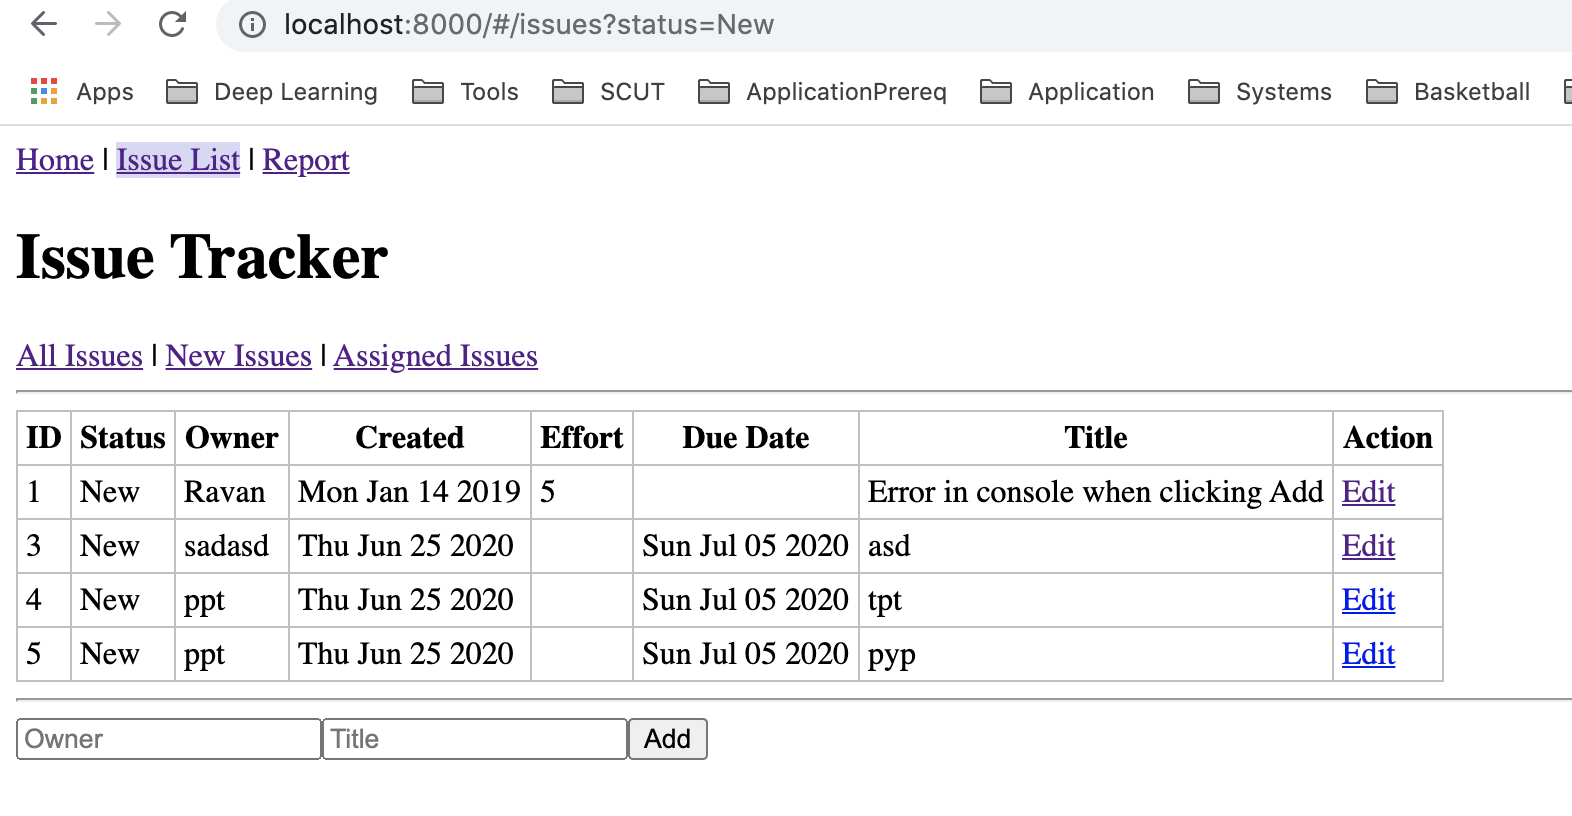 localhost:8000/#/issues?status=New
Apps Deep Learning Tools SCUT ApplicationPrereq Application Systems Basketball
Home | Issue List | Report
Issue Tracker
All Issues | New Issues | Assigned Issues
ID Status Owner Created Effort Due Date Title Action
1 New Ravan Mon Jan 14 2019 5 Error in console when clicking Add Edit
3 New sadasd Thu Jun 25 2020 Sun Jul 05 2020 asd Edit
4 New ppt Thu Jun 25 2020 Sun Jul 05 2020 tpt Edit
5 New ppt Thu Jun 25 2020 Sun Jul 05 2020 pyp Edit
Owner Title Add